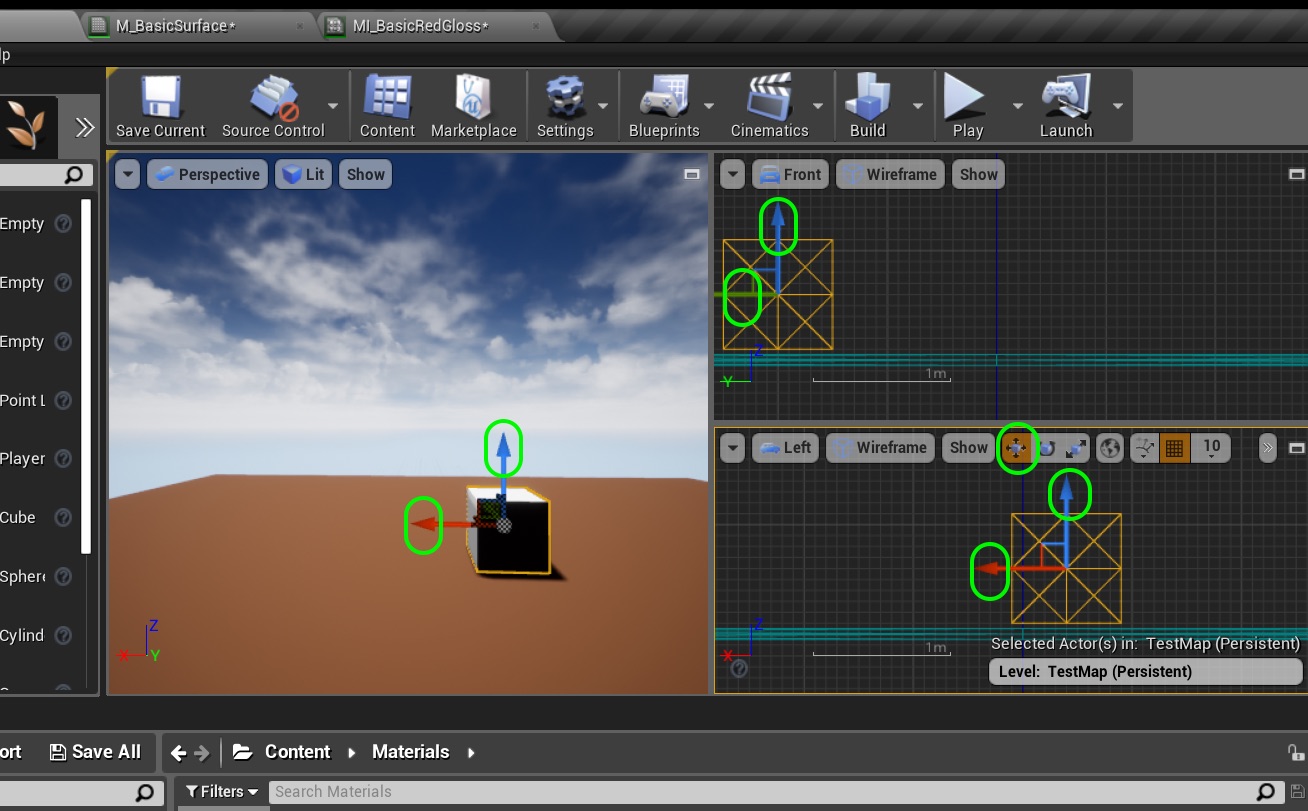 M_BasicSurface* MI_BasicRedGloss*
lp
Save Current Source Control Content Marketplace Settings Blueprints Cinematics Build Play Launch
Perspective Lit Show
Front Wireframe Show
Empty
Empty
Empty
Point L
Player
Cube
Sphere
Cylind
Z
Y
1m
Left Wireframe Show 10
Z
X Y
Z
X
1m
Selected Actor(s) in: TestMap (Persistent)
Level: TestMap (Persistent)
ort Save All Content Materials
Filters Search Materials